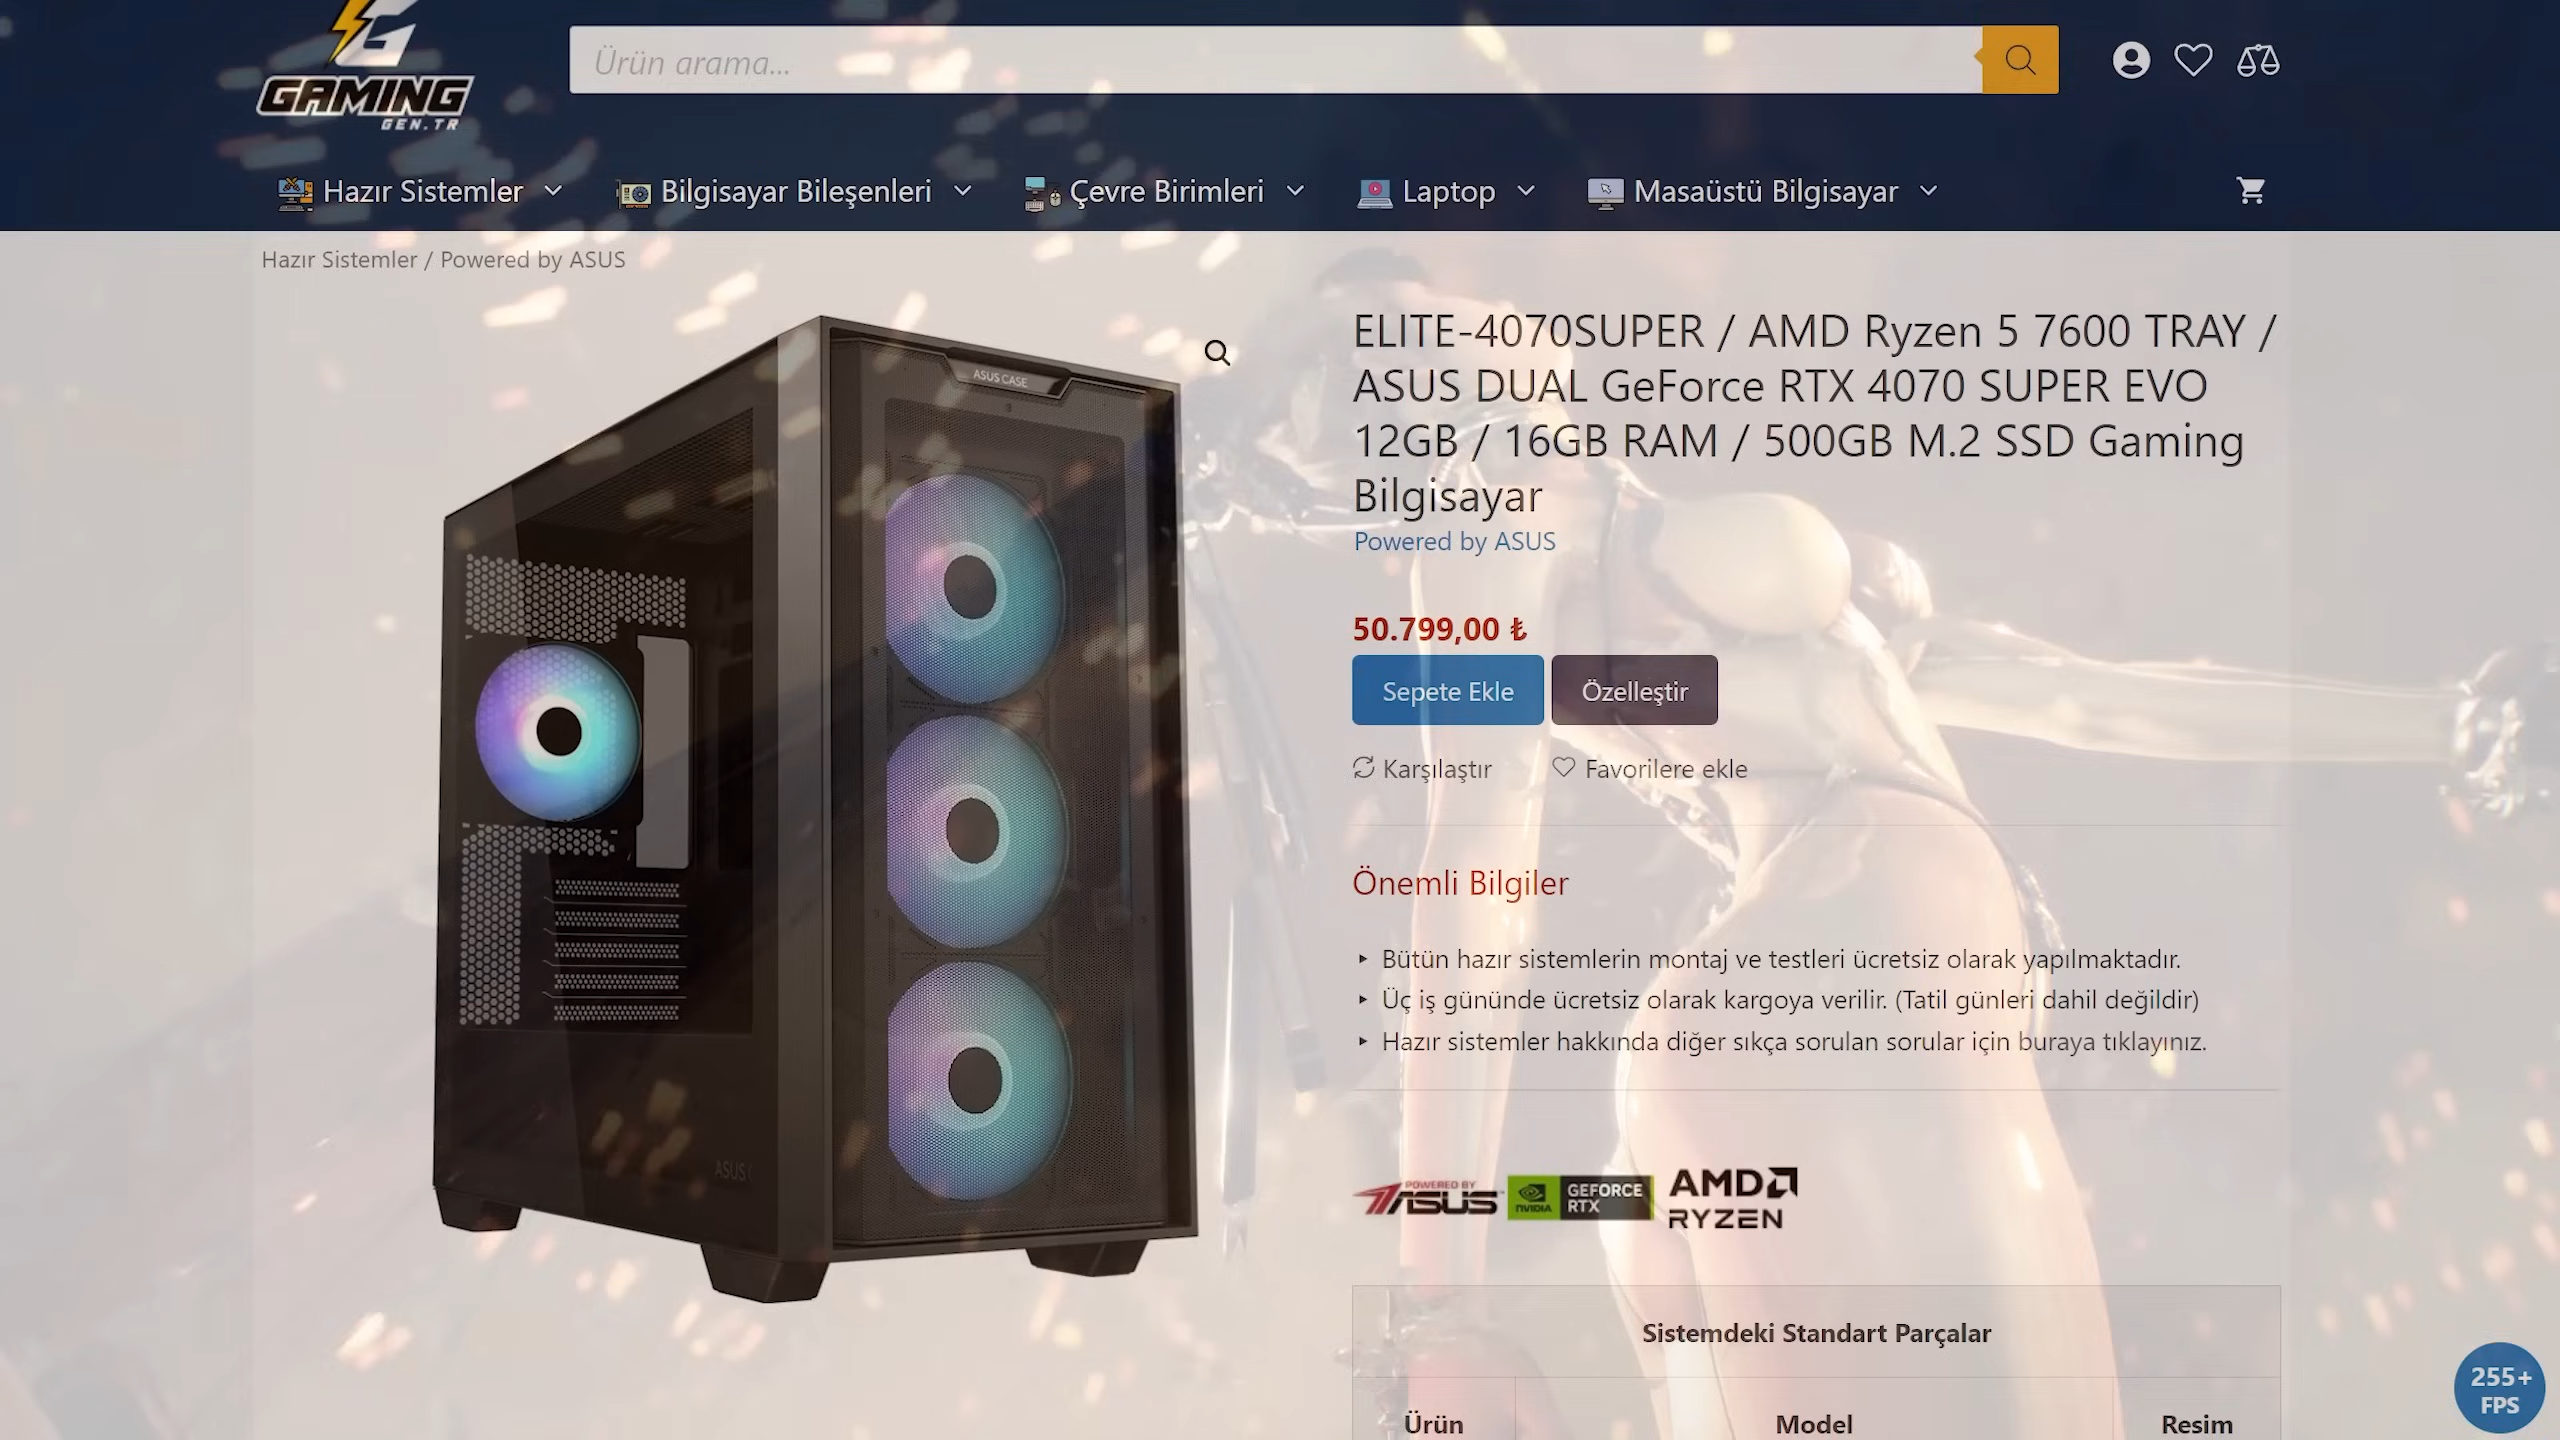 GAMING
GEN.TR
Ürün arama...
Hazır Sistemler
Bilgisayar Bileşenleri
Çevre Birimleri
Laptop
Masaüstü Bilgisayar
Hazır Sistemler / Powered by ASUS
ASUS CASE
ASUS
ELITE-4070SUPER / AMD Ryzen 5 7600 TRAY /
ASUS DUAL GeForce RTX 4070 SUPER EVO
12GB / 16GB RAM / 500GB M.2 SSD Gaming
Bilgisayar
Powered by ASUS
50.799,00 ₺
Sepete Ekle
Özelleştir
Karşılaştır
Favorilere ekle
Önemli Bilgiler
‣ Bütün hazır sistemlerin montaj ve testleri ücretsiz olarak yapılmaktadır.
‣ Üç iş gününde ücretsiz olarak kargoya verilir. (Tatil günleri dahil değildir)
‣ Hazır sistemler hakkında diğer sıkça sorulan sorular için buraya tıklayınız.
POWERED BY
ASUS
NVIDIA
GEFORCE
RTX
AMD
RYZEN
Sistemdeki Standart Parçalar
Ürün
Model
Resim
255+
FPS